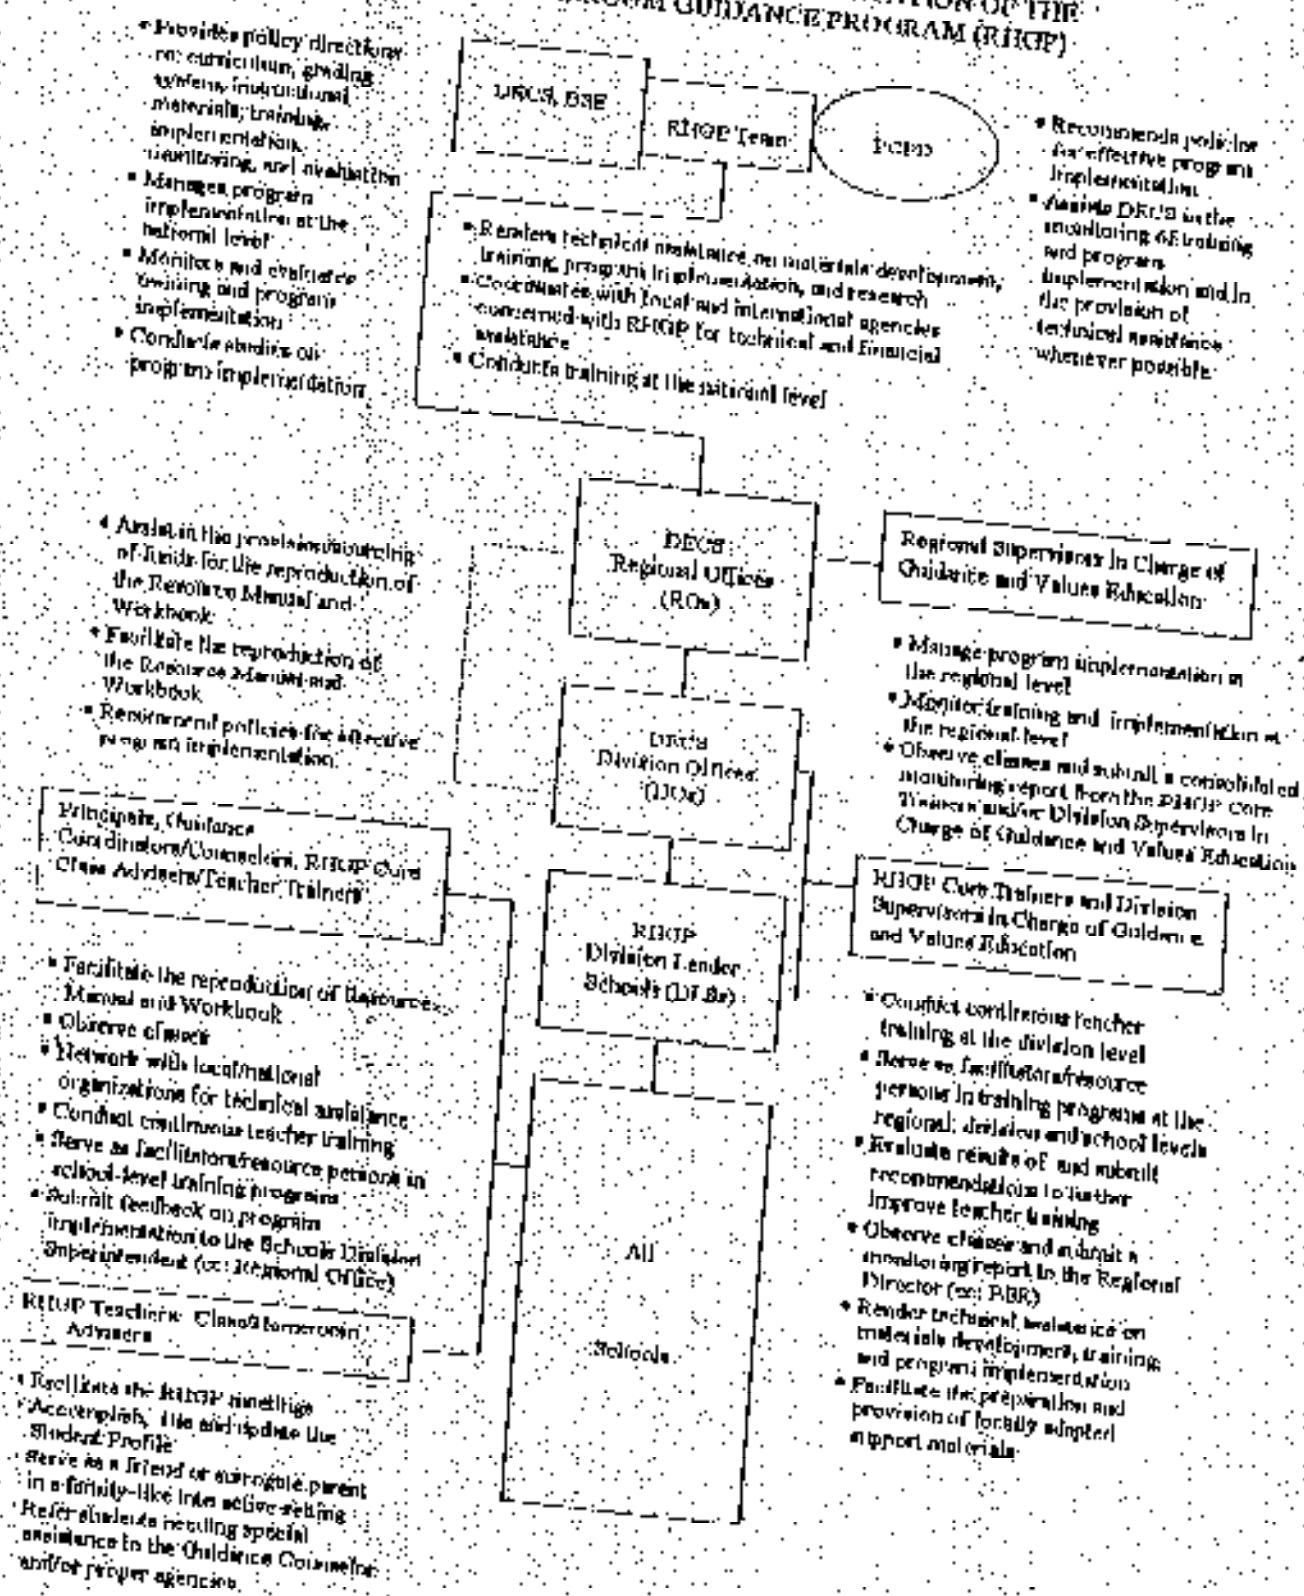 GUIDANCE PROGRAM (RHGP)
• Provides policy directions
on curriculum, grading
system, instructional
materials, training,
implementation,
monitoring, and evaluation
• Manages program
implementation at the
national level
• Monitors and evaluates
training and program
implementation
• Conducts studies on
program implementation
DECS, BSE
RHGP Team
• Recommends policies
for effective program
implementation
• Assists DECS in the
monitoring of training
and program
implementation and in
the provision of
technical assistance
whenever possible
• Renders technical assistance on materials development,
training, program implementation, and research
• Coordinates with local and international agencies
concerned with RHGP for technical and financial
assistance
• Conducts training at the national level
DECS
Regional Offices
(ROs)
Regional Supervisors in Charge of
Guidance and Values Education
• Manage program implementation at
the regional level
• Monitor training and implementation at
the regional level
• Observe classes and submit a consolidated
monitoring report from the RHGP Core
Trainers and/or Division Supervisors in
Charge of Guidance and Values Education
• Assist in the provision/sourcing
of funds for the reproduction of
the Resource Manual and
Workbook
• Facilitate the reproduction of
the Resource Manual and
Workbook
• Recommend policies for effective
program implementation
DECS
Division Offices
(DOs)
Principals, Guidance
Coordinators/Counselors, RHGP Core
Class Advisers/Teacher Trainers
RHGP Core Trainers and Division
Supervisors in Charge of Guidance
and Values Education
RHGP
Division Leader
Schools (DLSs)
• Facilitate the reproduction of Resource
Manual and Workbook
• Observe classes
• Network with local/national
organizations for technical assistance
• Conduct continuous teacher training
• Serve as facilitators/resource persons in
school-level training programs
• Submit feedback on program
implementation to the Schools Division
Superintendent (cc: Regional Office)
• Conduct continuous teacher
training at the division level
• Serve as facilitators/resource
persons in training programs at the
regional, division and school levels
• Evaluate results of and submit
recommendations to further
improve teacher training
• Observe classes and submit a
monitoring report to the Regional
Director (cc: BSE)
• Render technical assistance on
materials development, training
and program implementation
• Facilitate the preparation and
provision of locally adapted
support materials
All
Schools
RHGP Teachers: Class/Homeroom
Advisers
• Facilitate the RHGP meetings
• Accomplish, file and update the
Student Profile
Serve as a friend or surrogate parent
in a family-like interactive setting
Refer students needing special
assistance to the Guidance Counselor
and/or proper agencies